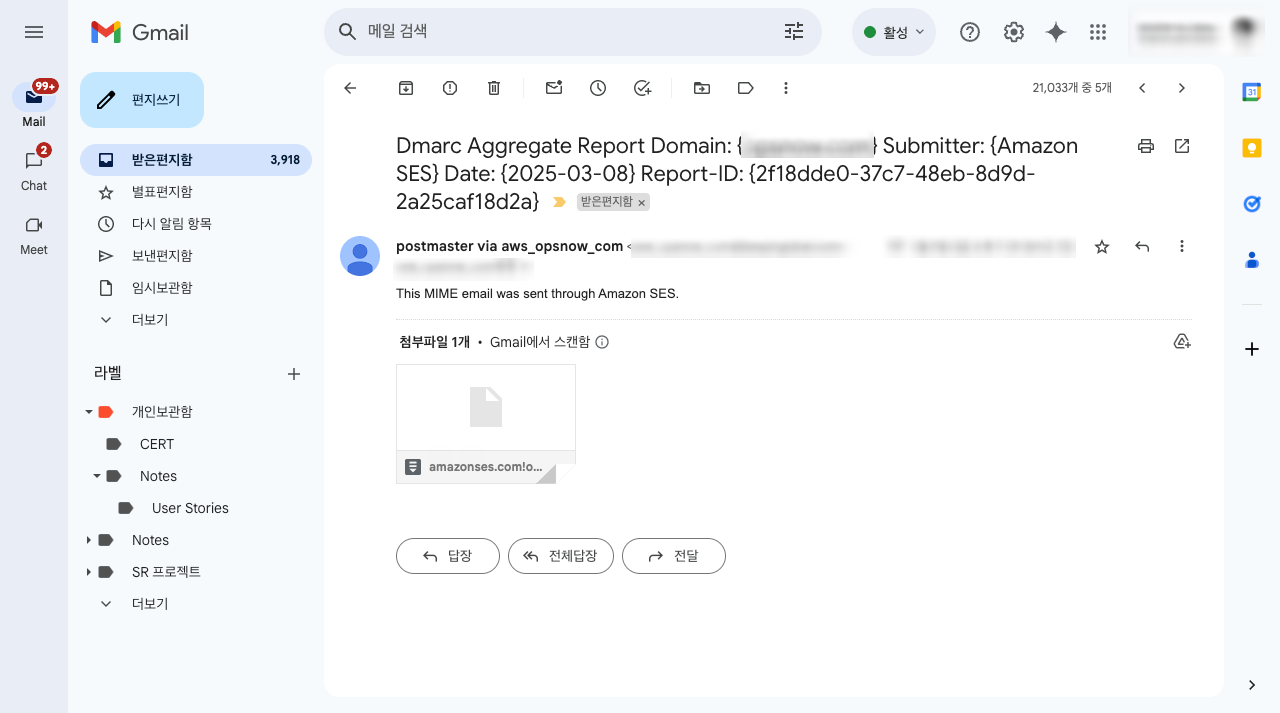 Gmail
메일 검색
활성
99+
Mail
2
Chat
Meet
편지쓰기
받은편지함 3,918
별표편지함
다시 알림 항목
보낸편지함
임시보관함
더보기
라벨
개인보관함
CERT
Notes
User Stories
Notes
SR 프로젝트
더보기
21,033개 중 5개
Dmarc Aggregate Report Domain: { } Submitter: {Amazon
SES} Date: {2025-03-08} Report-ID: {2f18dde0-37c7-48eb-8d9d-
2a25caf18d2a} 받은편지함 ×
postmaster via aws_opsnow_com <
This MIME email was sent through Amazon SES.
첨부파일 1개 • Gmail에서 스캔함
amazonses.com!o...
답장 전체답장 전달
31